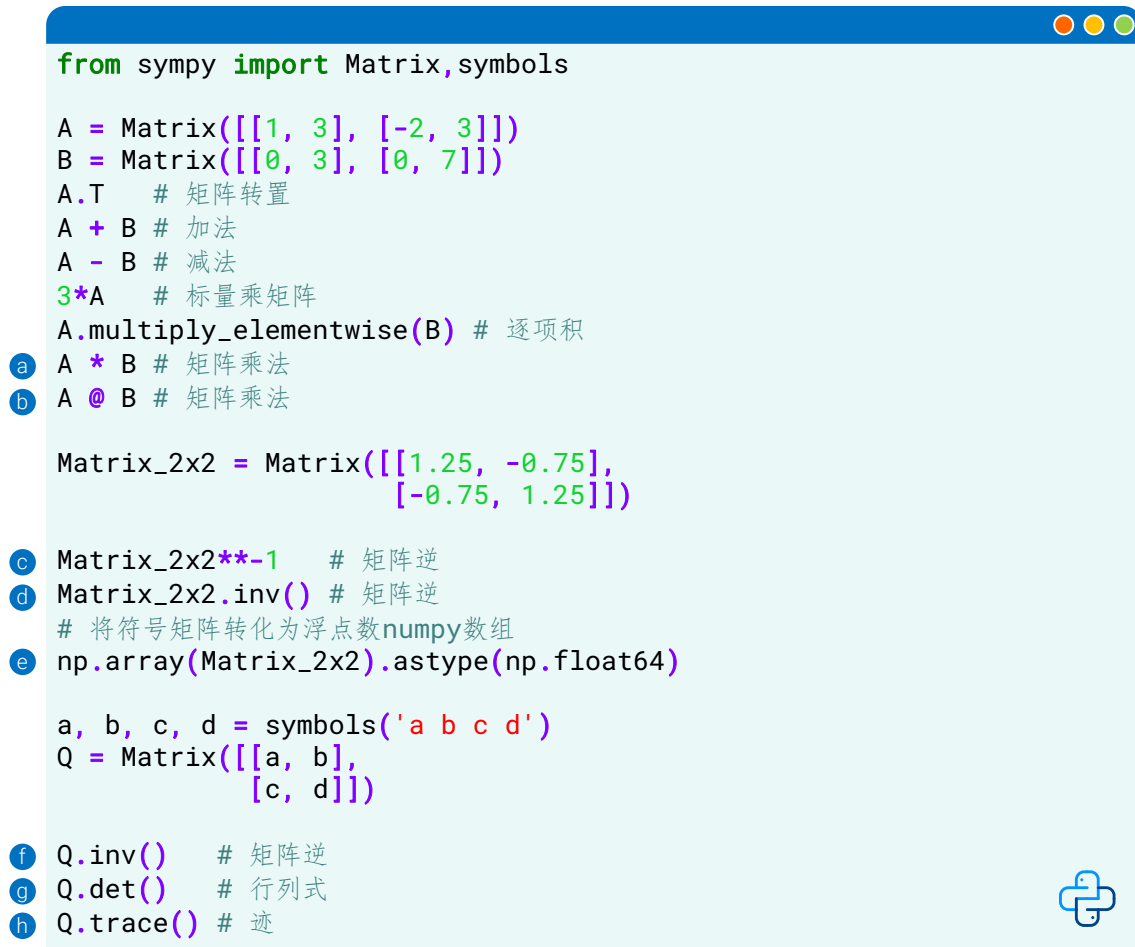 from sympy import Matrix,symbols
A = Matrix([[1, 3], [-2, 3]])
B = Matrix([[0, 3], [0, 7]])
A.T   # 矩阵转置
A + B # 加法
A - B # 减法
3*A   # 标量乘矩阵
A.multiply_elementwise(B) # 逐项积
a A * B # 矩阵乘法
b A @ B # 矩阵乘法
Matrix_2x2 = Matrix([[1.25, -0.75],
[-0.75, 1.25]])
c Matrix_2x2**-1   # 矩阵逆
d Matrix_2x2.inv() # 矩阵逆
# 将符号矩阵转化为浮点数numpy数组
e np.array(Matrix_2x2).astype(np.float64)
a, b, c, d = symbols('a b c d')
Q = Matrix([[a, b],
[c, d]])
f Q.inv()   # 矩阵逆
g Q.det()   # 行列式
h Q.trace() # 迹